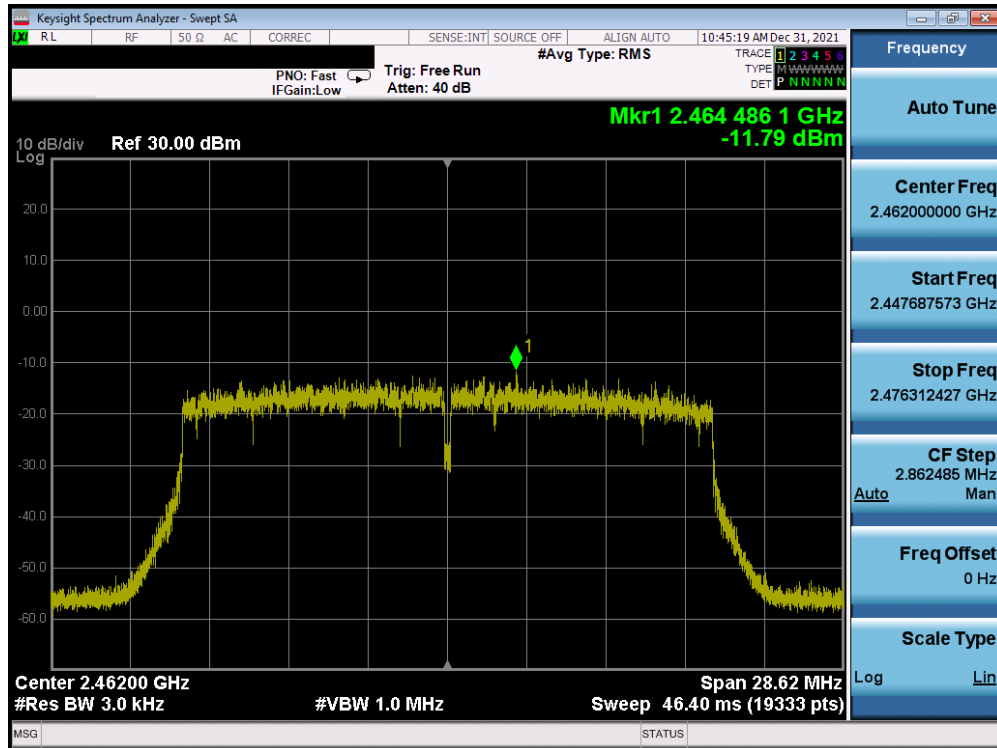 Keysight Spectrum Analyzer - Swept SA
LXI RL RF 50 Ω AC CORREC SENSE:INT SOURCE OFF ALIGN AUTO 10:45:19 AM Dec 31, 2021
#Avg Type: RMS
TRACE 1 2 3 4 5 6
PNO: Fast Trig: Free Run
TYPE M W W W W W
IFGain:Low Atten: 40 dB
DET P N N N N N
Mkr1 2.464 486 1 GHz
10 dB/div Ref 30.00 dBm -11.79 dBm
Log
20.0
10.0
0.00
1
-10.0
-20.0
-30.0
-40.0
-50.0
-60.0
Center 2.46200 GHz Span 28.62 MHz
#Res BW 3.0 kHz #VBW 1.0 MHz Sweep 46.40 ms (19333 pts)
MSG STATUS
Frequency
Auto Tune
Center Freq
2.462000000 GHz
Start Freq
2.447687573 GHz
Stop Freq
2.476312427 GHz
CF Step
2.862485 MHz
Auto Man
Freq Offset
0 Hz
Scale Type
Log Lin